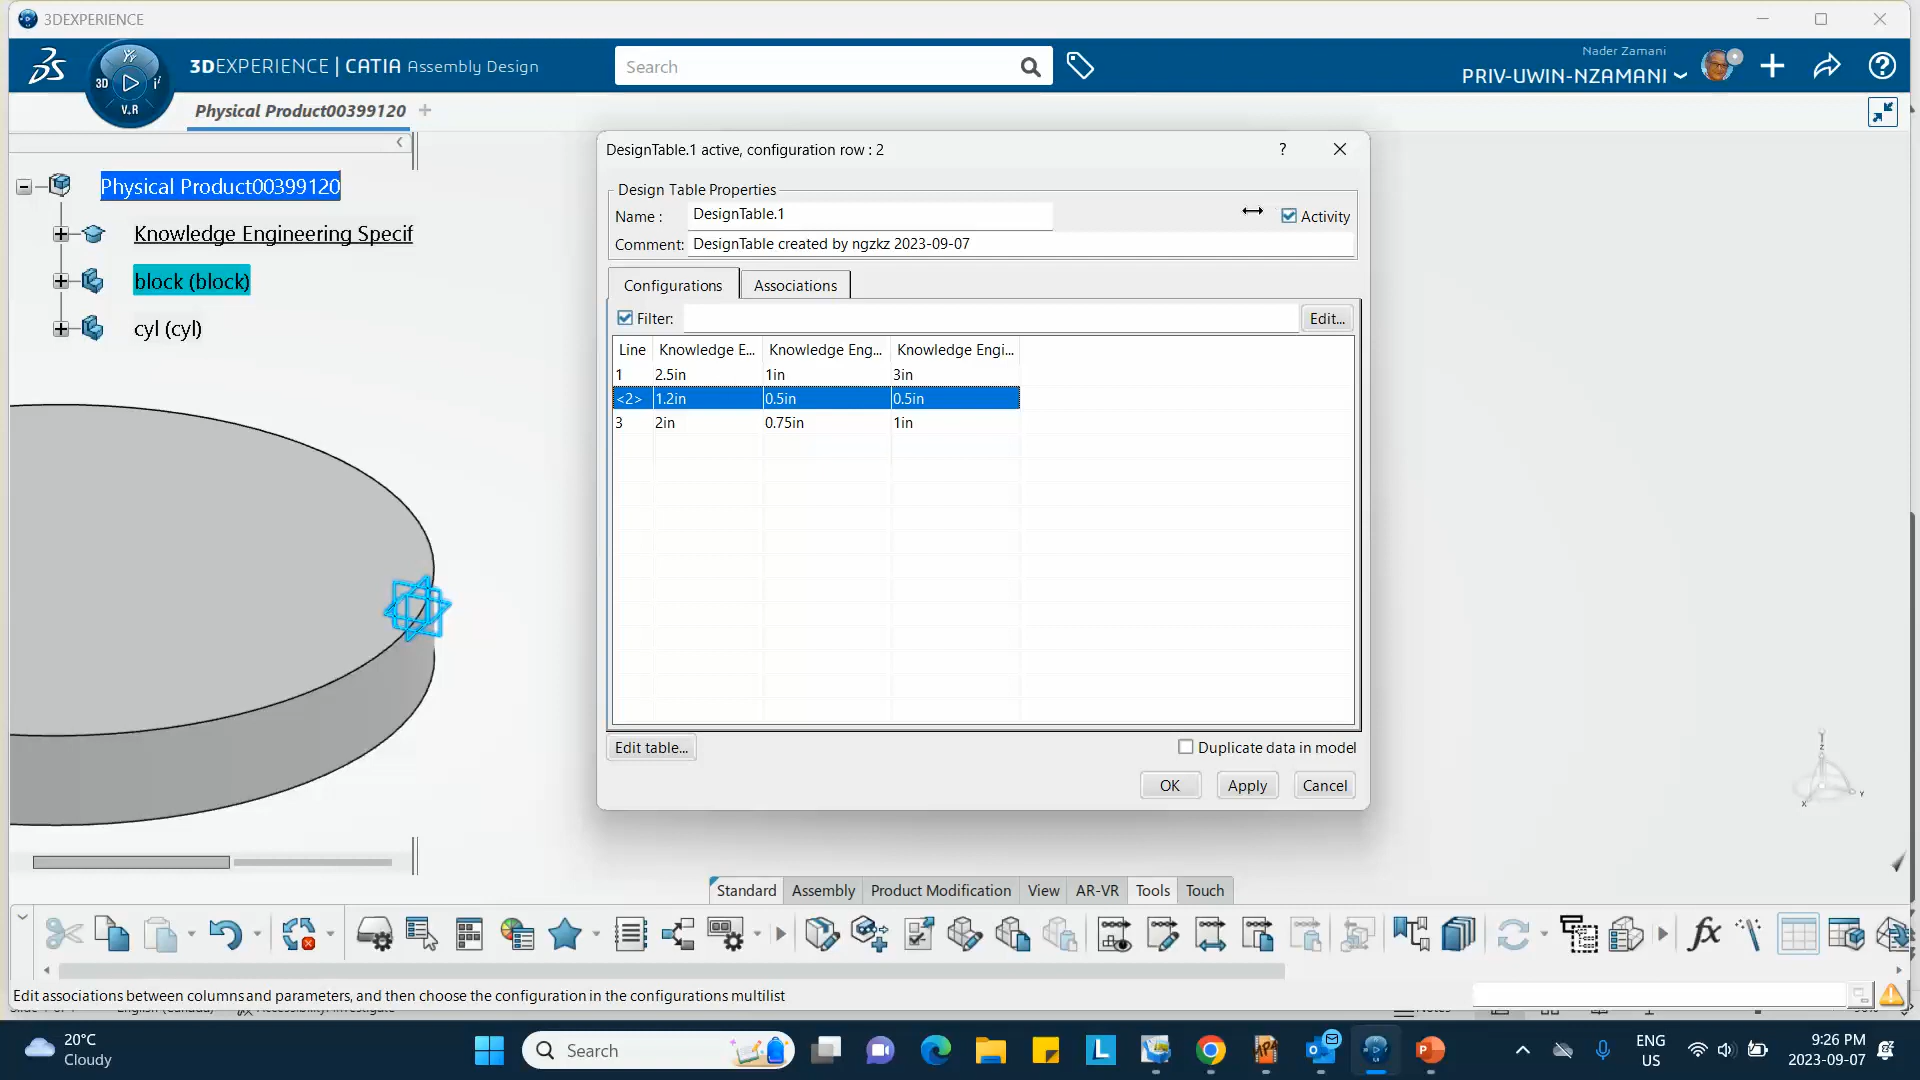 3DEXPERIENCE
3DEXPERIENCE | CATIA Assembly Design
Search
Nader Zamani
PRIV-UWIN-NZAMANI
3D
V.R
Physical Product00399120
Physical Product00399120
Knowledge Engineering Specif
block (block)
cyl (cyl)
DesignTable.1 active, configuration row : 2
?
Design Table Properties
Name : DesignTable.1
Activity
Comment: DesignTable created by ngzkz 2023-09-07
Configurations Associations
Filter: Edit...
Line Knowledge E... Knowledge Eng... Knowledge Engi...
1 2.5in 1in 3in
<2> 1.2in 0.5in 0.5in
3 2in 0.75in 1in
Edit table...
Duplicate data in model
OK Apply Cancel
z
x y
Standard Assembly Product Modification View AR-VR Tools Touch
fx
Edit associations between columns and parameters, and then choose the configuration in the configurations multilist
English (Canada)
Notes
20°C
Cloudy
Search
L
P
ENG
US
9:26 PM
2023-09-07